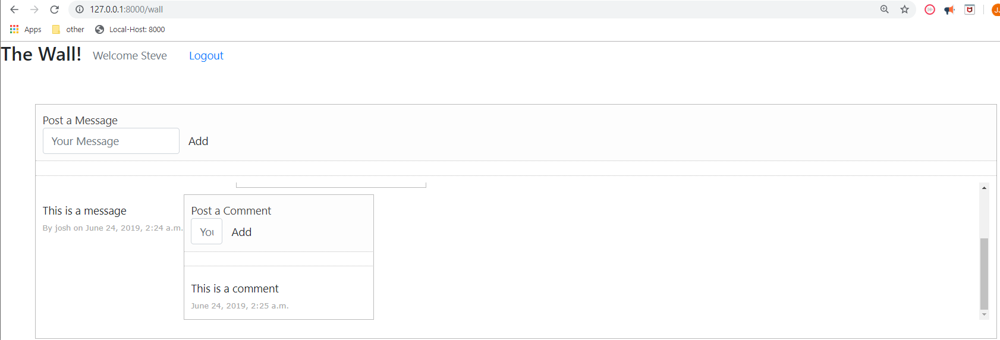 127.0.0.1:8000/wall
Apps other Local-Host: 8000
The Wall! Welcome Steve Logout
Post a Message
Your Message Add
This is a message
By josh on June 24, 2019, 2:24 a.m.
Post a Comment
You Add
This is a comment
June 24, 2019, 2:25 a.m.